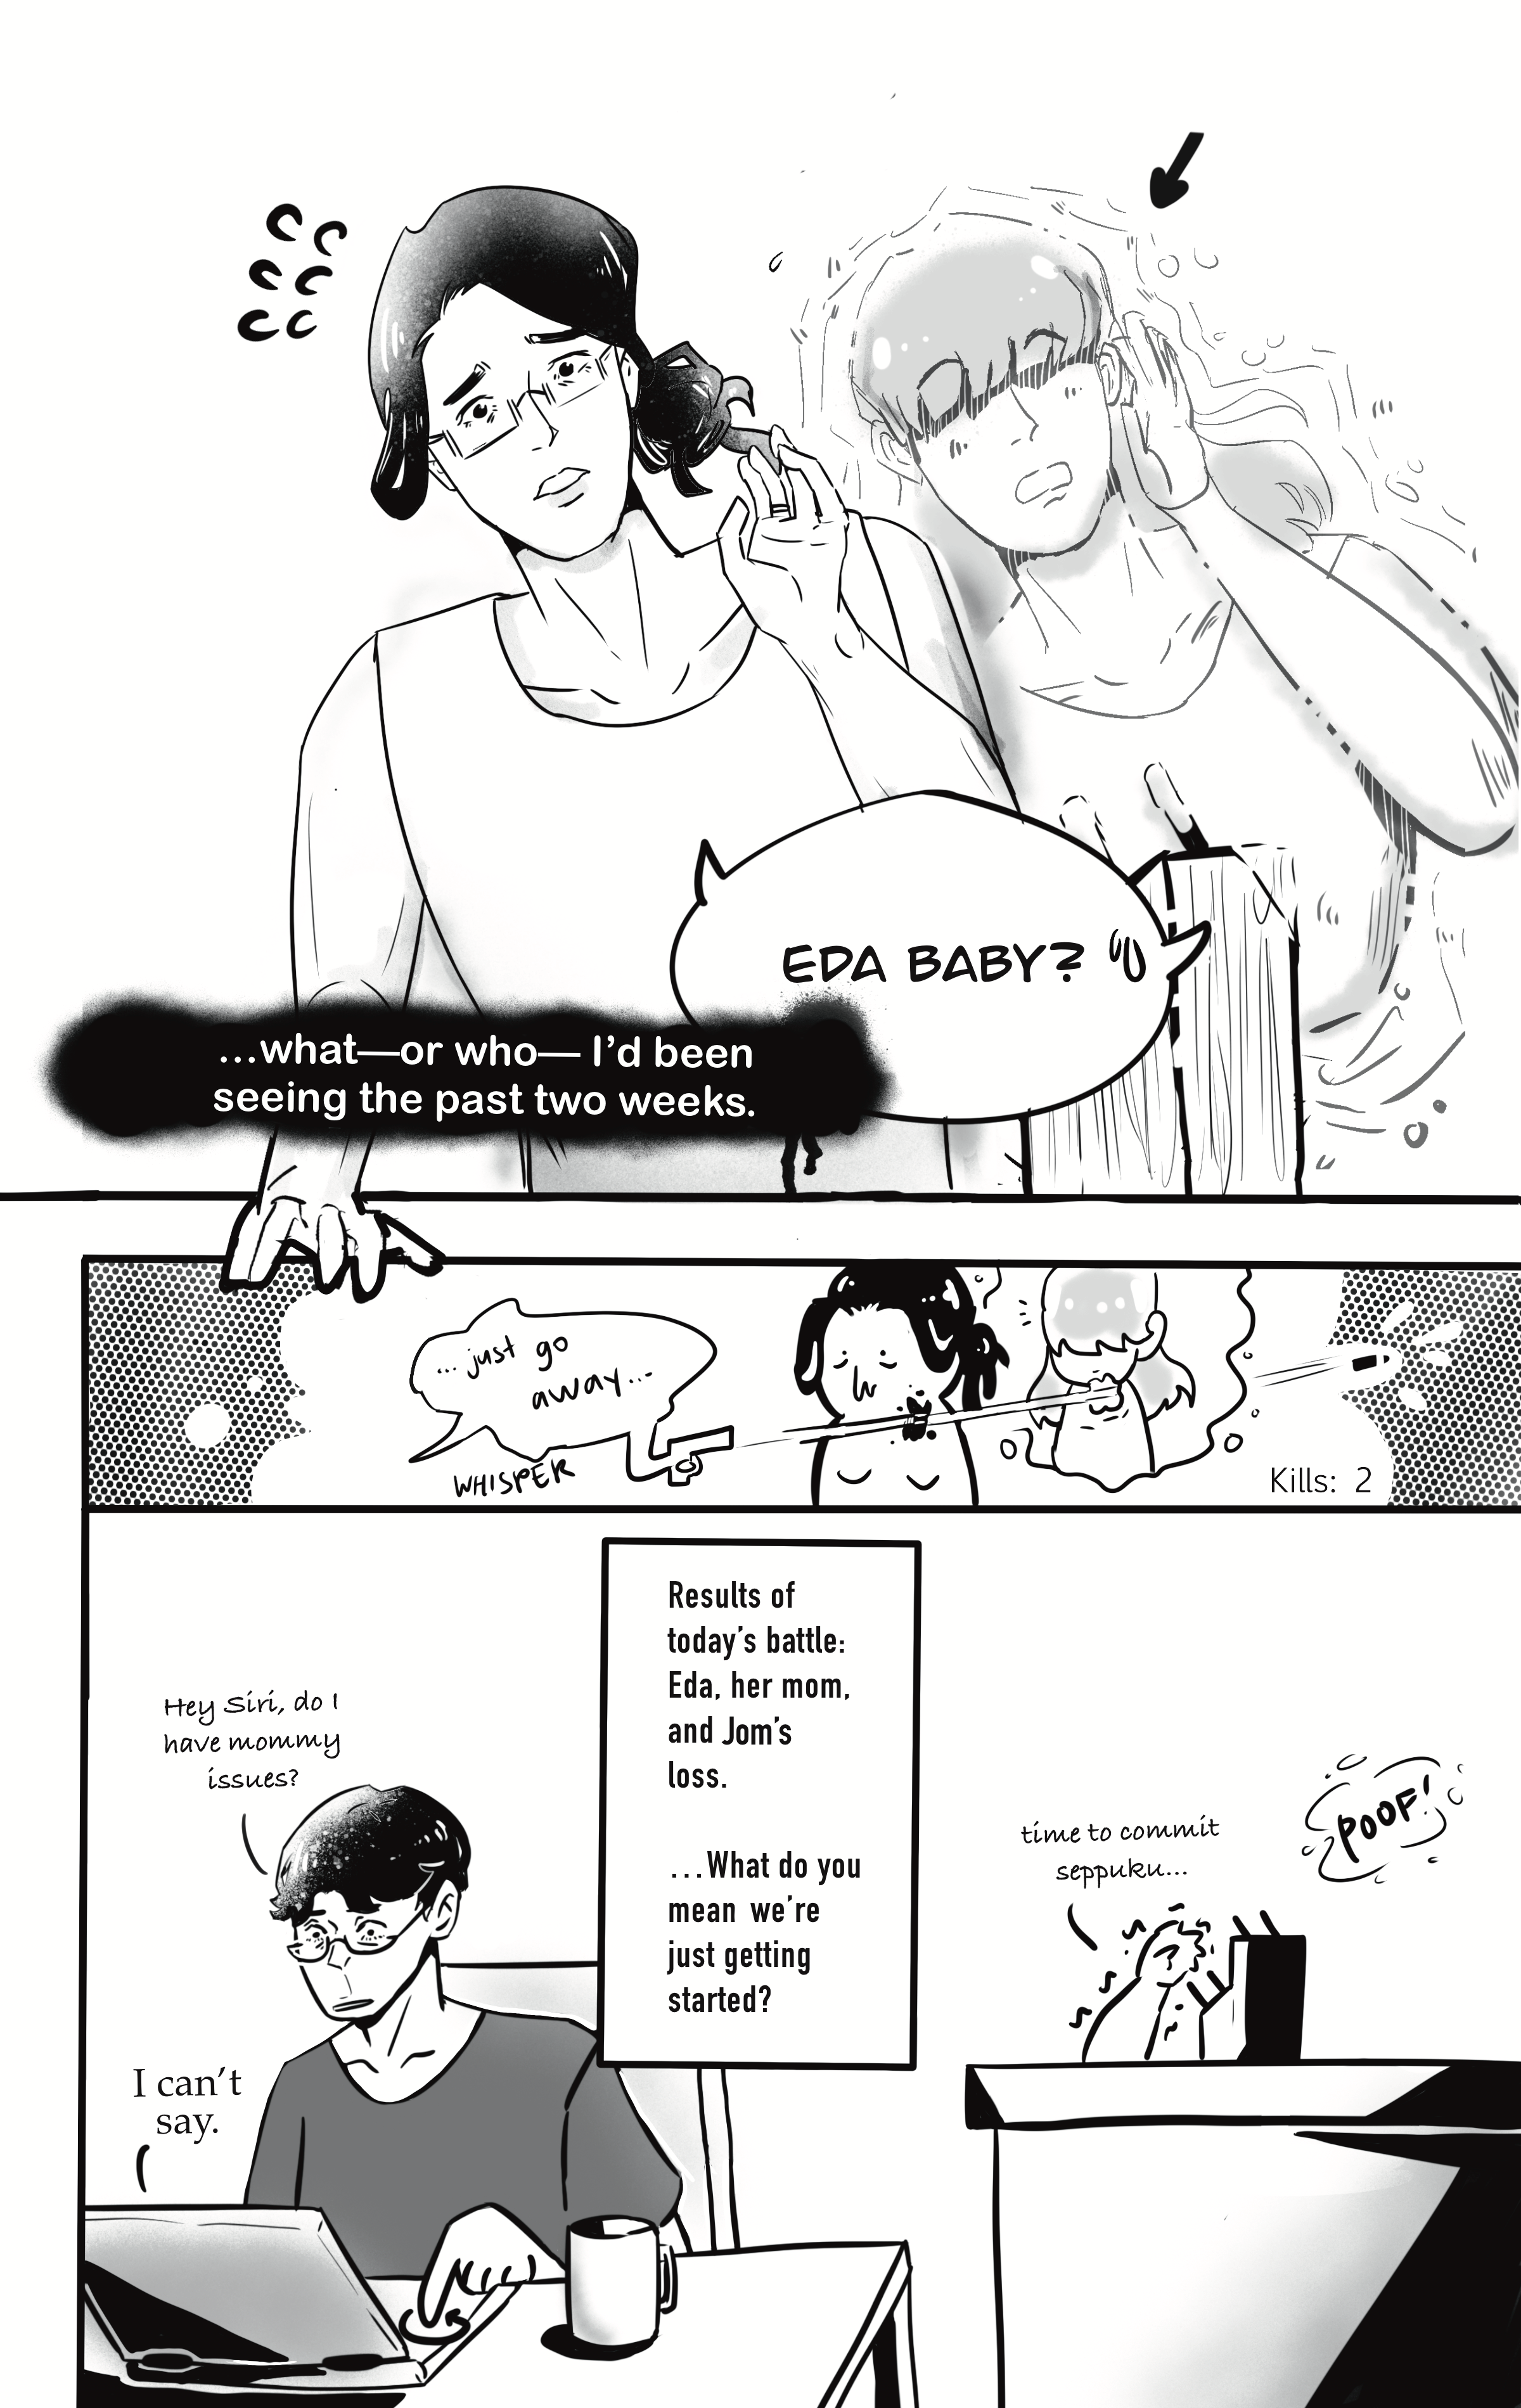 EDA BABY?
...what—or who— I'd been
seeing the past two weeks.
... just go
away...
WHISPER
Kills: 2
Results of
today's battle:
Eda, her mom,
and Jom's
loss.
...What do you
mean we're
just getting
started?
Hey Siri, do I
have mommy
issues?
I can't
say.
time to commit
seppuku...
POOF!